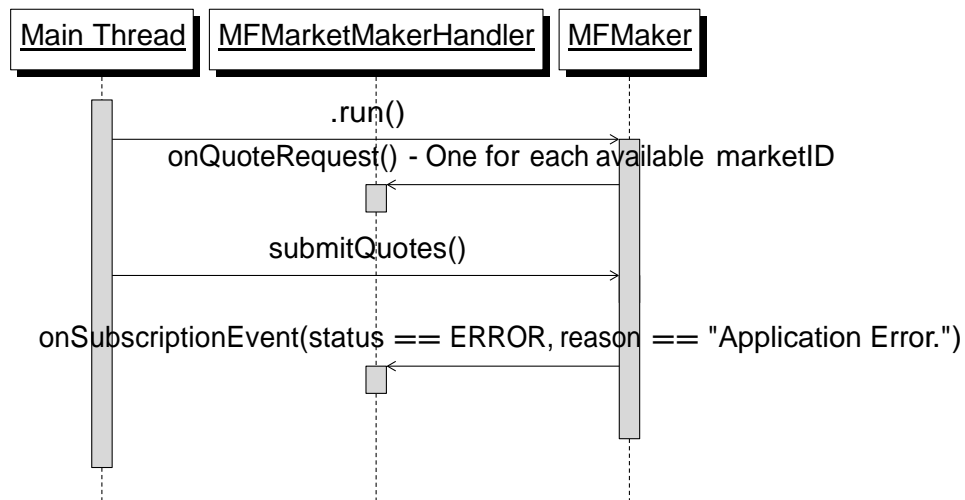 Main Thread
MFMarketMakerHandler
MFMaker
.run()
onQuoteRequest() - One for each available marketID
submitQuotes()
onSubscriptionEvent(status == ERROR, reason == "Application Error.")